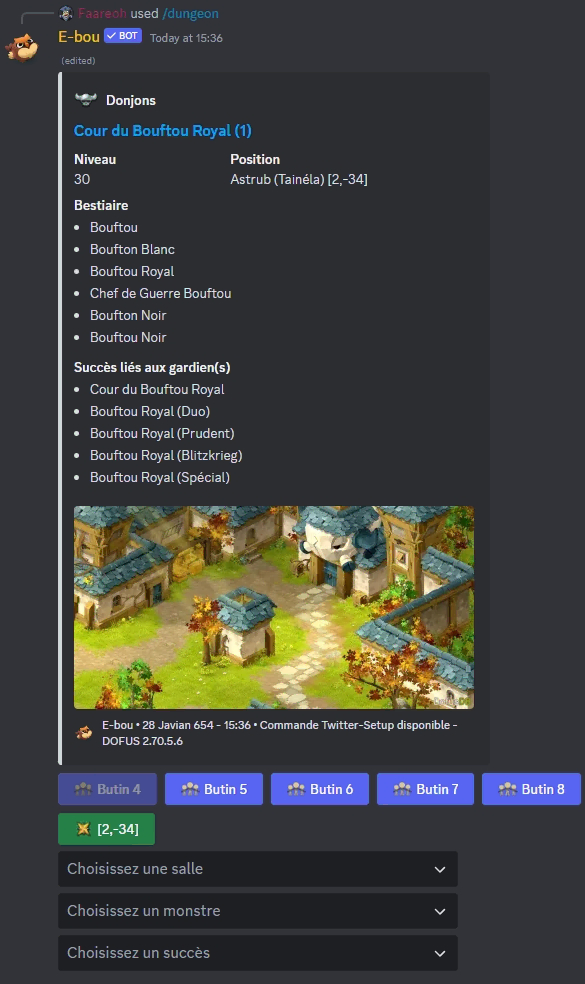 Faareoh used /dungeon
E-bou BOT Today at 15:36
(edited)
Donjons
Cour du Bouftou Royal (1)
Niveau Position
30 Astrub (Tainéla) [2,-34]
Bestiaire
Bouftou
Boufton Blanc
Bouftou Royal
Chef de Guerre Bouftou
Boufton Noir
Bouftou Noir
Succès liés aux gardien(s)
Cour du Bouftou Royal
Bouftou Royal (Duo)
Bouftou Royal (Prudent)
Bouftou Royal (Blitzkrieg)
Bouftou Royal (Spécial)
E-bou • 28 Javian 654 - 15:36 • Commande Twitter-Setup disponible -
DOFUS 2.70.5.6
Butin 4 Butin 5 Butin 6 Butin 7 Butin 8
[2,-34]
Choisissez une salle
Choisissez un monstre
Choisissez un succès